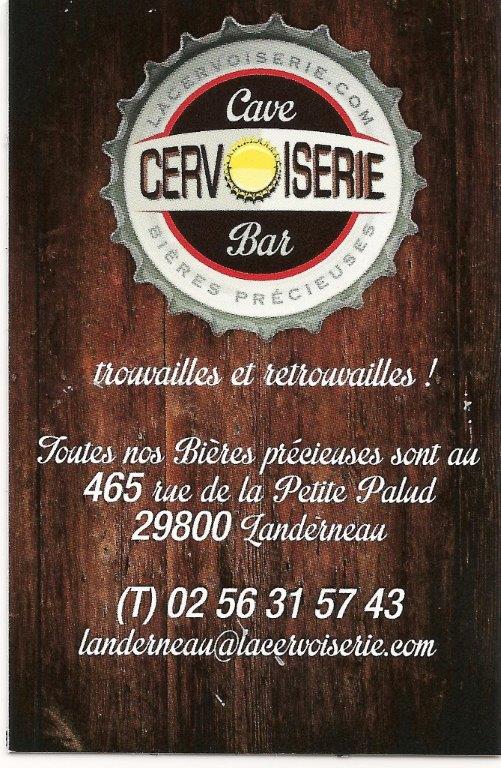 LACERVOISERIE.COM
Cave
CERVOISERIE
Bar
BIÈRES PRÉCIEUSES
trouvailles et retrouvailles !
Toutes nos Bières précieuses sont au
465 rue de la Petite Palud
29800 Landerneau
(T) 02 56 31 57 43
landerneau@lacervoiserie.com